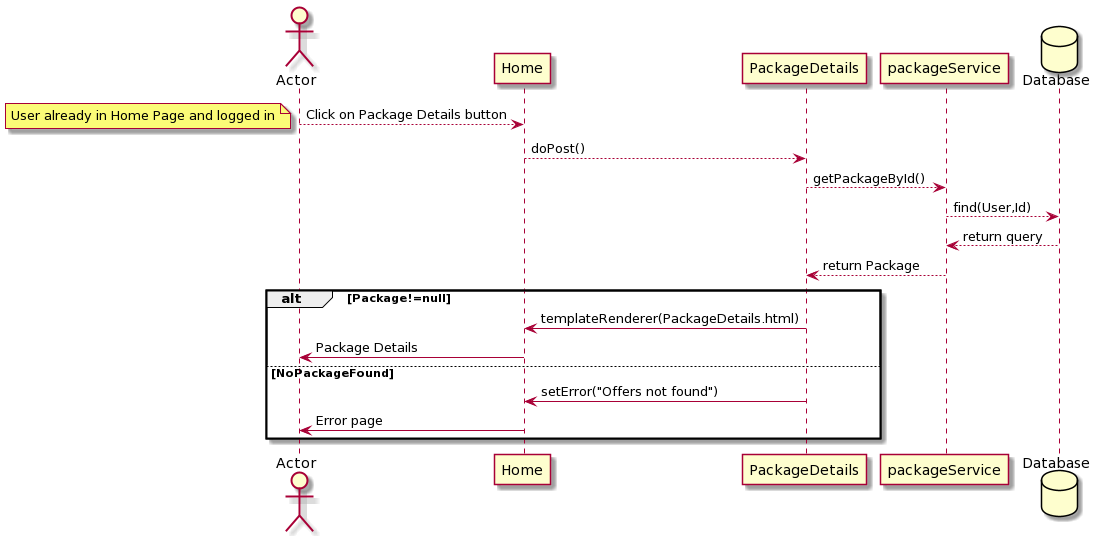 Actor
Home
PackageDetails
packageService
Database
User already in Home Page and logged in
Click on Package Details button
doPost()
getPackageById()
find(User,Id)
return query
return Package
alt [Package!=null]
templateRenderer(PackageDetails.html)
Package Details
[NoPackageFound]
setError("Offers not found")
Error page
Actor
Home
PackageDetails
packageService
Database